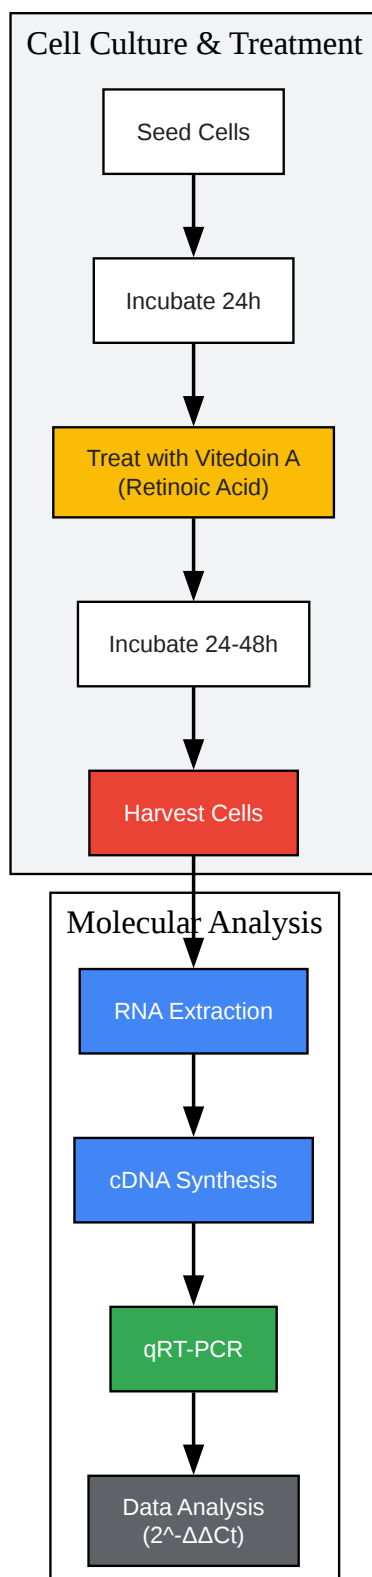 Cell Culture & Treatment
Seed Cells
Incubate 24h
Treat with Vitedoin A
(Retinoic Acid)
Incubate 24-48h
Harvest Cells
Molecular Analysis
RNA Extraction
cDNA Synthesis
qRT-PCR
Data Analysis
(2^-ΔΔCt)